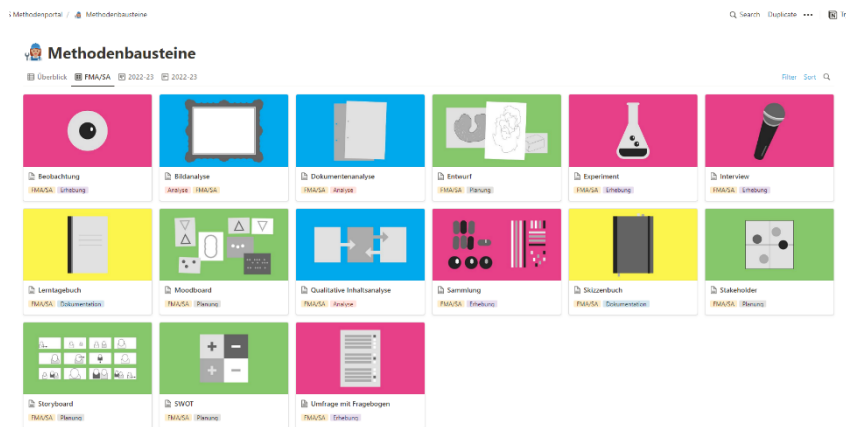 Methodenportal / Methodenbausteine
Search Duplicate •••
Methodenbausteine
Überblick FMA/SA 2022-23 2022-23
Filter Sort
Beobachtung
FMA/SA Erhebung
Bildanalyse
Analyse FMA/SA
Dokumentenanalyse
FMA/SA Analyse
Entwurf
FMA/SA Planung
Experiment
FMA/SA Erhebung
Interview
FMA/SA Erhebung
Lerntagebuch
FMA/SA Dokumentation
Moodboard
FMA/SA Planung
Qualitative Inhaltsanalyse
FMA/SA Analyse
Sammlung
FMA/SA Erhebung
Skizzenbuch
FMA/SA Dokumentation
Stakeholder
FMA/SA Planung
Storyboard
FMA/SA Planung
SWOT
FMA/SA Planung
Umfrage mit Fragebogen
FMA/SA Erhebung